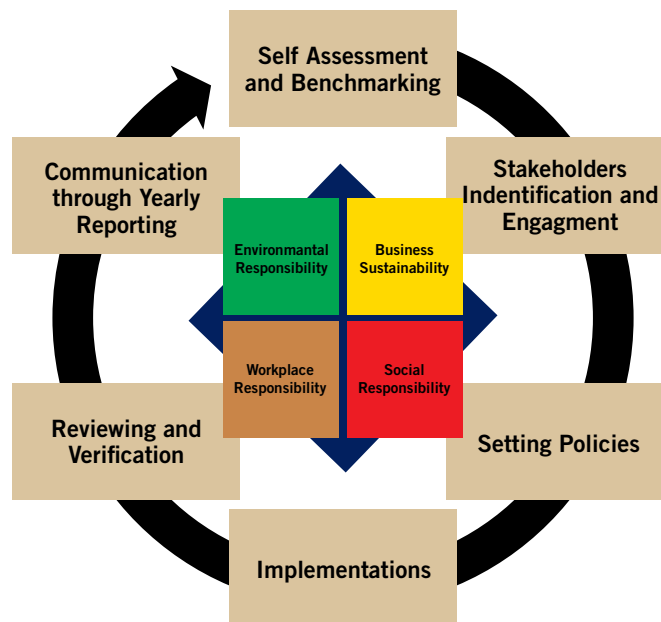 Self Assessment
and Benchmarking
Stakeholders
Indentification and
Engagment
Setting Policies
Implementations
Reviewing and
Verification
Communication
through Yearly
Reporting
Environmantal
Responsibility
Business
Sustainability
Workplace
Responsibility
Social
Responsibility